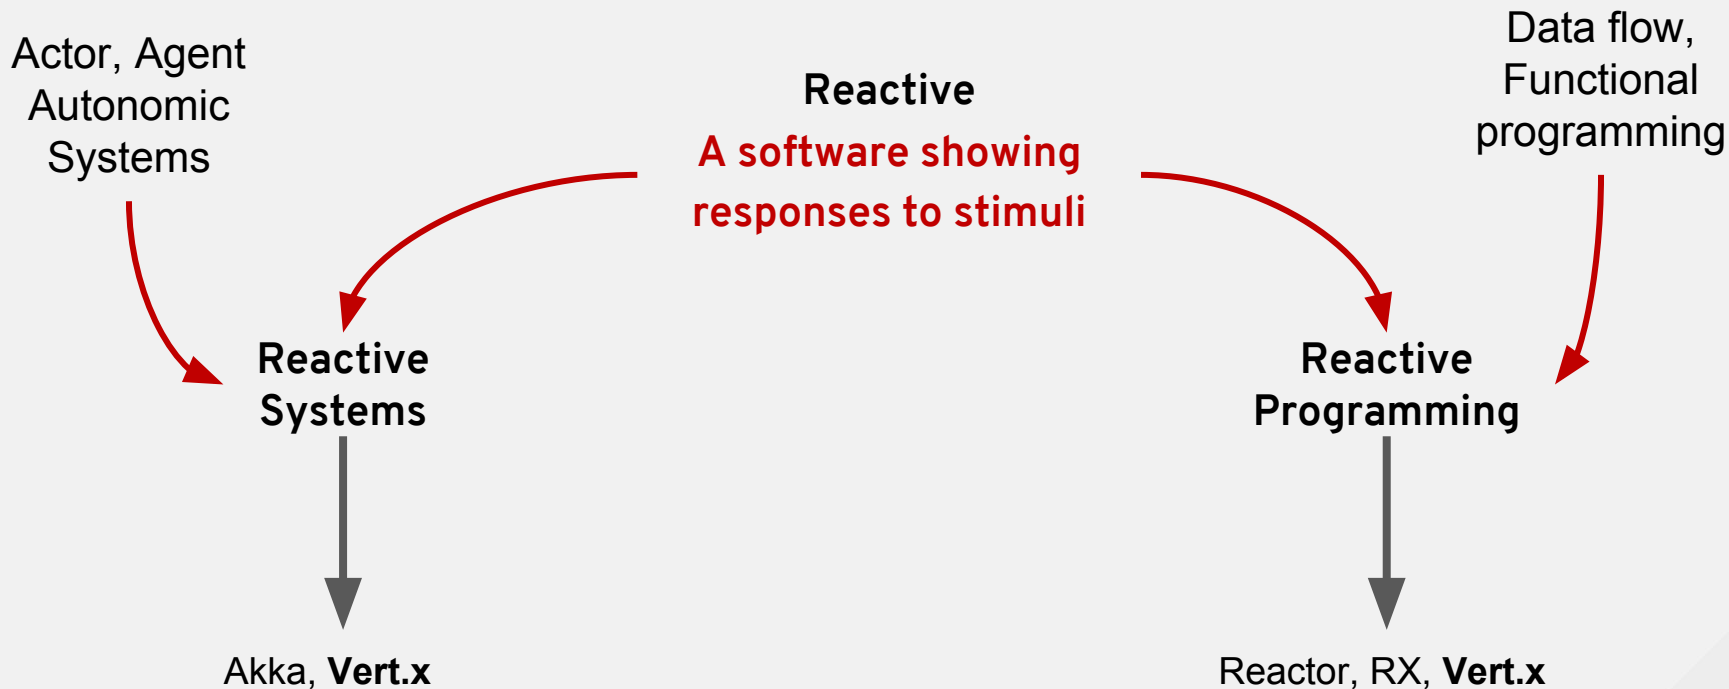 Actor, Agent
Autonomic
Systems
Reactive
A software showing
responses to stimuli
Data flow,
Functional
programming
Reactive
Systems
Reactive
Programming
Akka, Vert.x
Reactor, RX, Vert.x